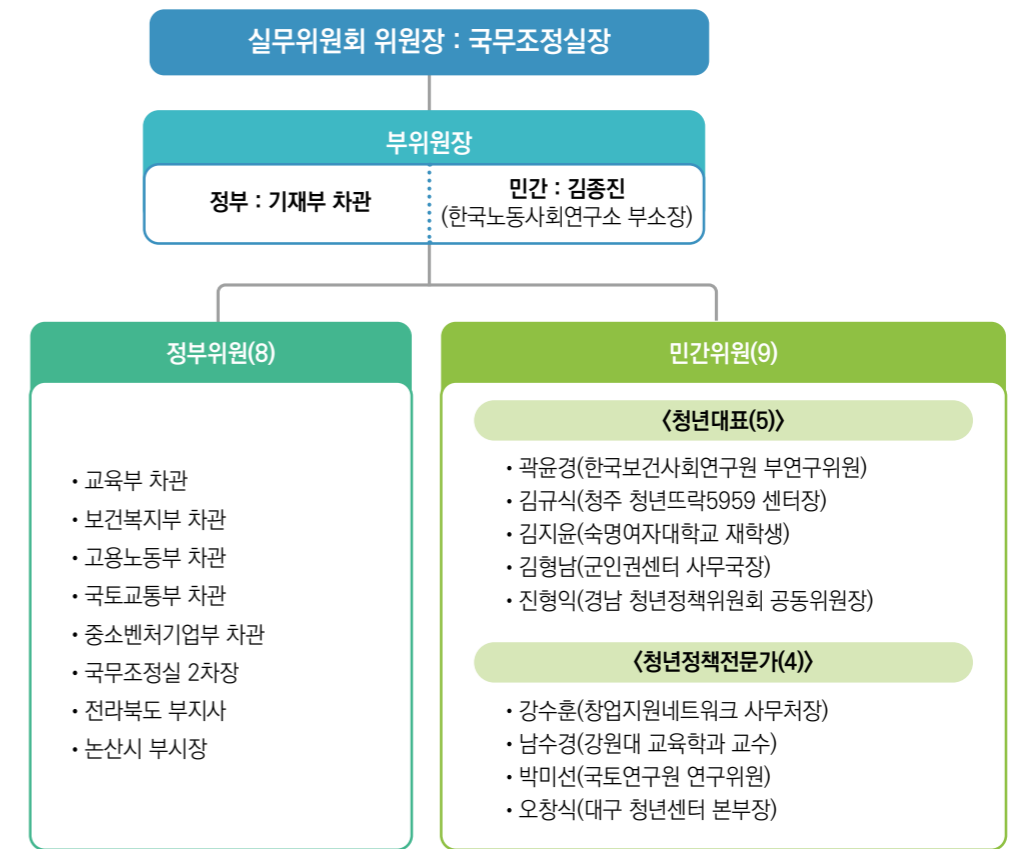 실무위원회 위원장 : 국무조정실장
부위원장
정부 : 기재부 차관
민간 : 김종진
(한국노동사회연구소 부소장)
정부위원(8)
• 교육부 차관
• 보건복지부 차관
• 고용노동부 차관
• 국토교통부 차관
• 중소벤처기업부 차관
• 국무조정실 2차장
• 전라북도 부지사
• 논산시 부시장
민간위원(9)
〈청년대표(5)〉
• 곽윤경(한국보건사회연구원 부연구위원)
• 김규식(청주 청년뜨락5959 센터장)
• 김지윤(숙명여자대학교 재학생)
• 김형남(군인권센터 사무국장)
• 진형익(경남 청년정책위원회 공동위원장)
〈청년정책전문가(4)〉
• 강수훈(창업지원네트워크 사무처장)
• 남수경(강원대 교육학과 교수)
• 박미선(국토연구원 연구위원)
• 오창식(대구 청년센터 본부장)